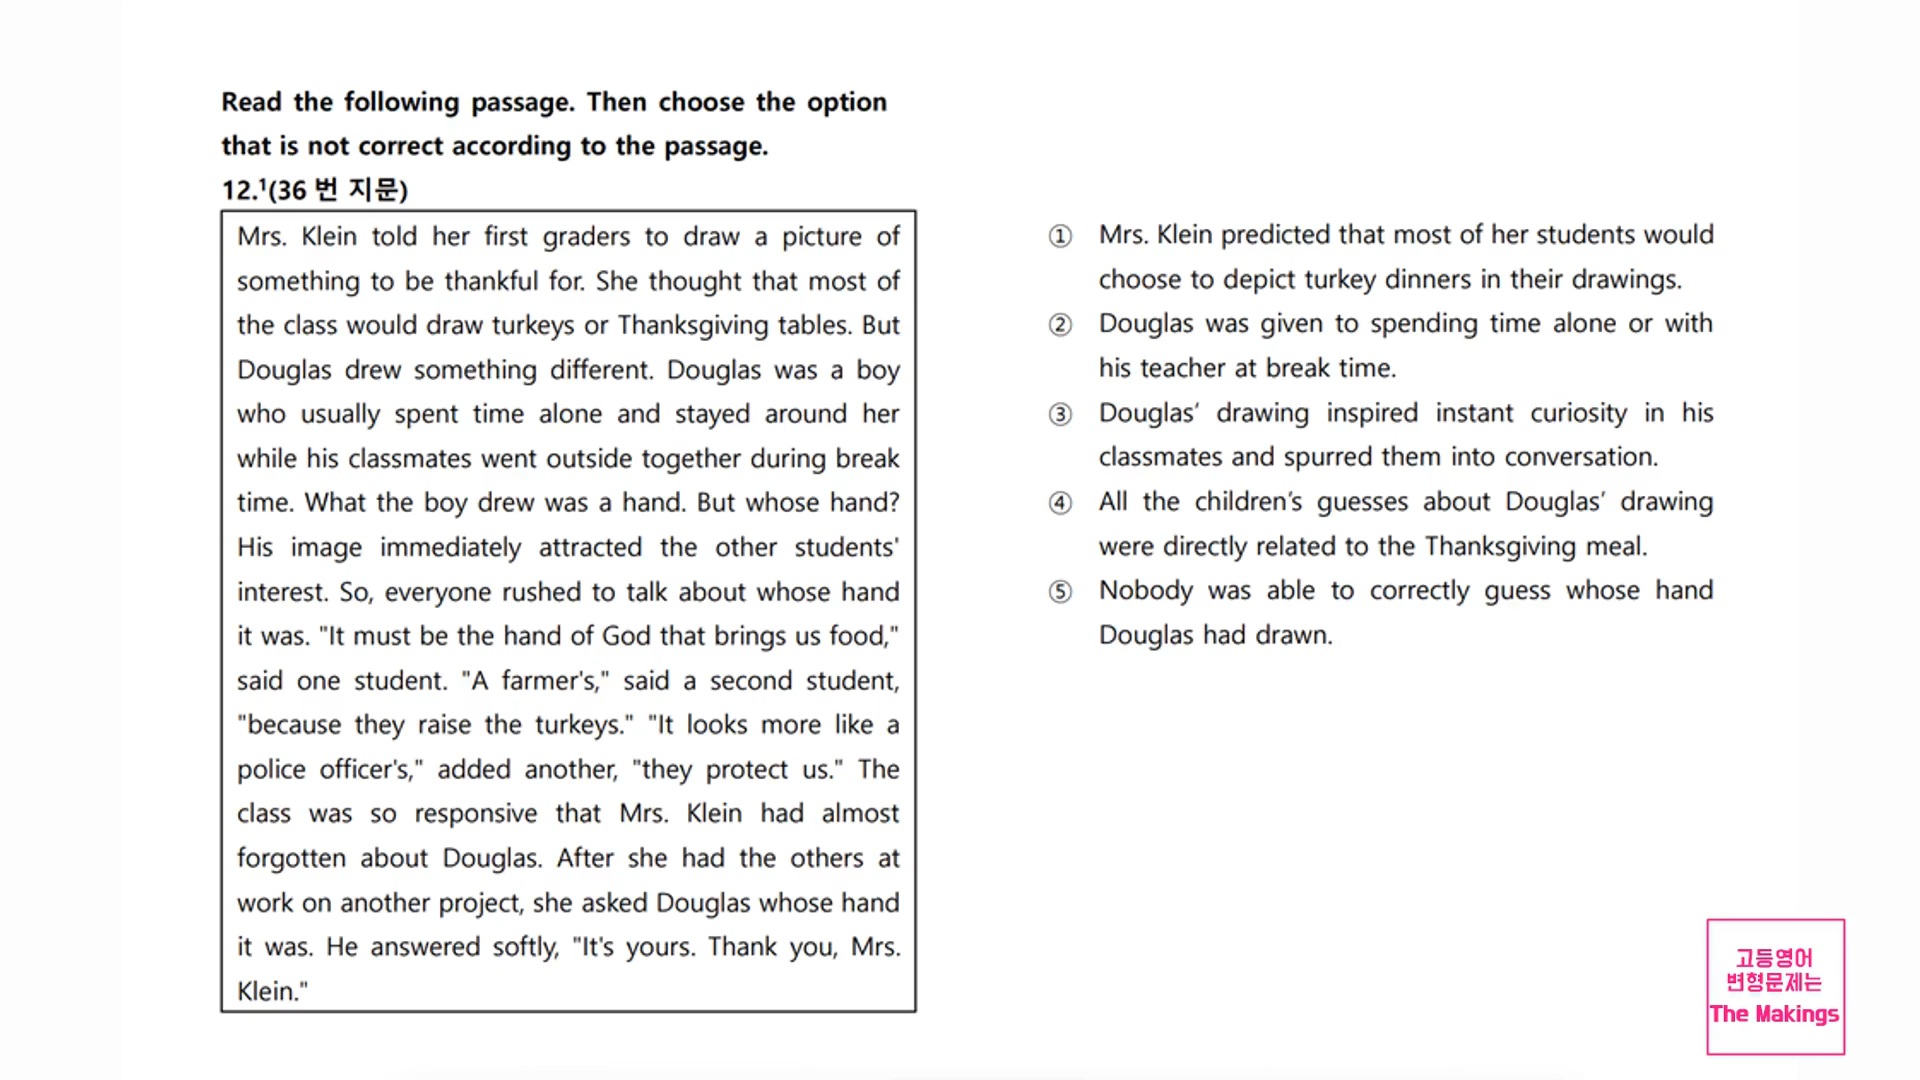 Read the following passage. Then choose the option
that is not correct according to the passage.
12.¹(36 번 지문)
Mrs. Klein told her first graders to draw a picture of
something to be thankful for. She thought that most of
the class would draw turkeys or Thanksgiving tables. But
Douglas drew something different. Douglas was a boy
who usually spent time alone and stayed around her
while his classmates went outside together during break
time. What the boy drew was a hand. But whose hand?
His image immediately attracted the other students'
interest. So, everyone rushed to talk about whose hand
it was. "It must be the hand of God that brings us food,"
said one student. "A farmer's," said a second student,
"because they raise the turkeys." "It looks more like a
police officer's," added another, "they protect us." The
class was so responsive that Mrs. Klein had almost
forgotten about Douglas. After she had the others at
work on another project, she asked Douglas whose hand
it was. He answered softly, "It's yours. Thank you, Mrs.
Klein."
① Mrs. Klein predicted that most of her students would
choose to depict turkey dinners in their drawings.
② Douglas was given to spending time alone or with
his teacher at break time.
③ Douglas’ drawing inspired instant curiosity in his
classmates and spurred them into conversation.
④ All the children’s guesses about Douglas’ drawing
were directly related to the Thanksgiving meal.
⑤ Nobody was able to correctly guess whose hand
Douglas had drawn.
고등영어
변형문제는
The Makings